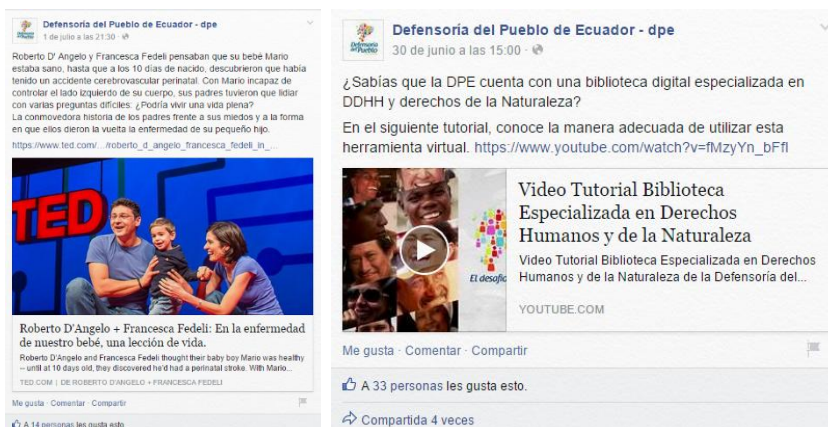 Defensoría del Pueblo de Ecuador - dpe
1 de julio a las 21:30
Roberto D' Angelo y Francesca Fedeli pensaban que su bebé Mario
estaba sano, hasta que a los 10 días de nacido, descubrieron que había
tenido un accidente cerebrovascular perinatal. Con Mario incapaz de
controlar el lado izquierdo de su cuerpo, sus padres tuvieron que lidiar
con varias preguntas difíciles: ¿Podría vivir una vida plena?
La conmovedora historia de los padres frente a sus miedos y a la forma
en que ellos dieron la vuelta la enfermedad de su pequeño hijo.
https://www.ted.com/.../roberto_d_angelo_francesca_fedeli_in_...
TED
Roberto D'Angelo + Francesca Fedeli: En la enfermedad
de nuestro bebé, una lección de vida.
Roberto D'Angelo and Francesca Fedeli thought their baby boy Mario was healthy
-- until at 10 days old, they discovered he'd had a perinatal stroke. With Mario...
TED.COM | DE ROBERTO D'ANGELO + FRANCESCA FEDELI
Me gusta · Comentar · Compartir
A 14 personas les gusta esto.
Defensoría
del Pueblo
Defensoría del Pueblo de Ecuador - dpe
30 de junio a las 15:00
¿Sabías que la DPE cuenta con una biblioteca digital especializada en
DDHH y derechos de la Naturaleza?
En el siguiente tutorial, conoce la manera adecuada de utilizar esta
herramienta virtual. https://www.youtube.com/watch?v=fMzyYn_bFfI
El desafío
Video Tutorial Biblioteca
Especializada en Derechos
Humanos y de la Naturaleza
Video Tutorial Biblioteca Especializada en Derechos
Humanos y de la Naturaleza de la Defensoría del...
YOUTUBE.COM
Me gusta · Comentar · Compartir
A 33 personas les gusta esto.
Compartida 4 veces